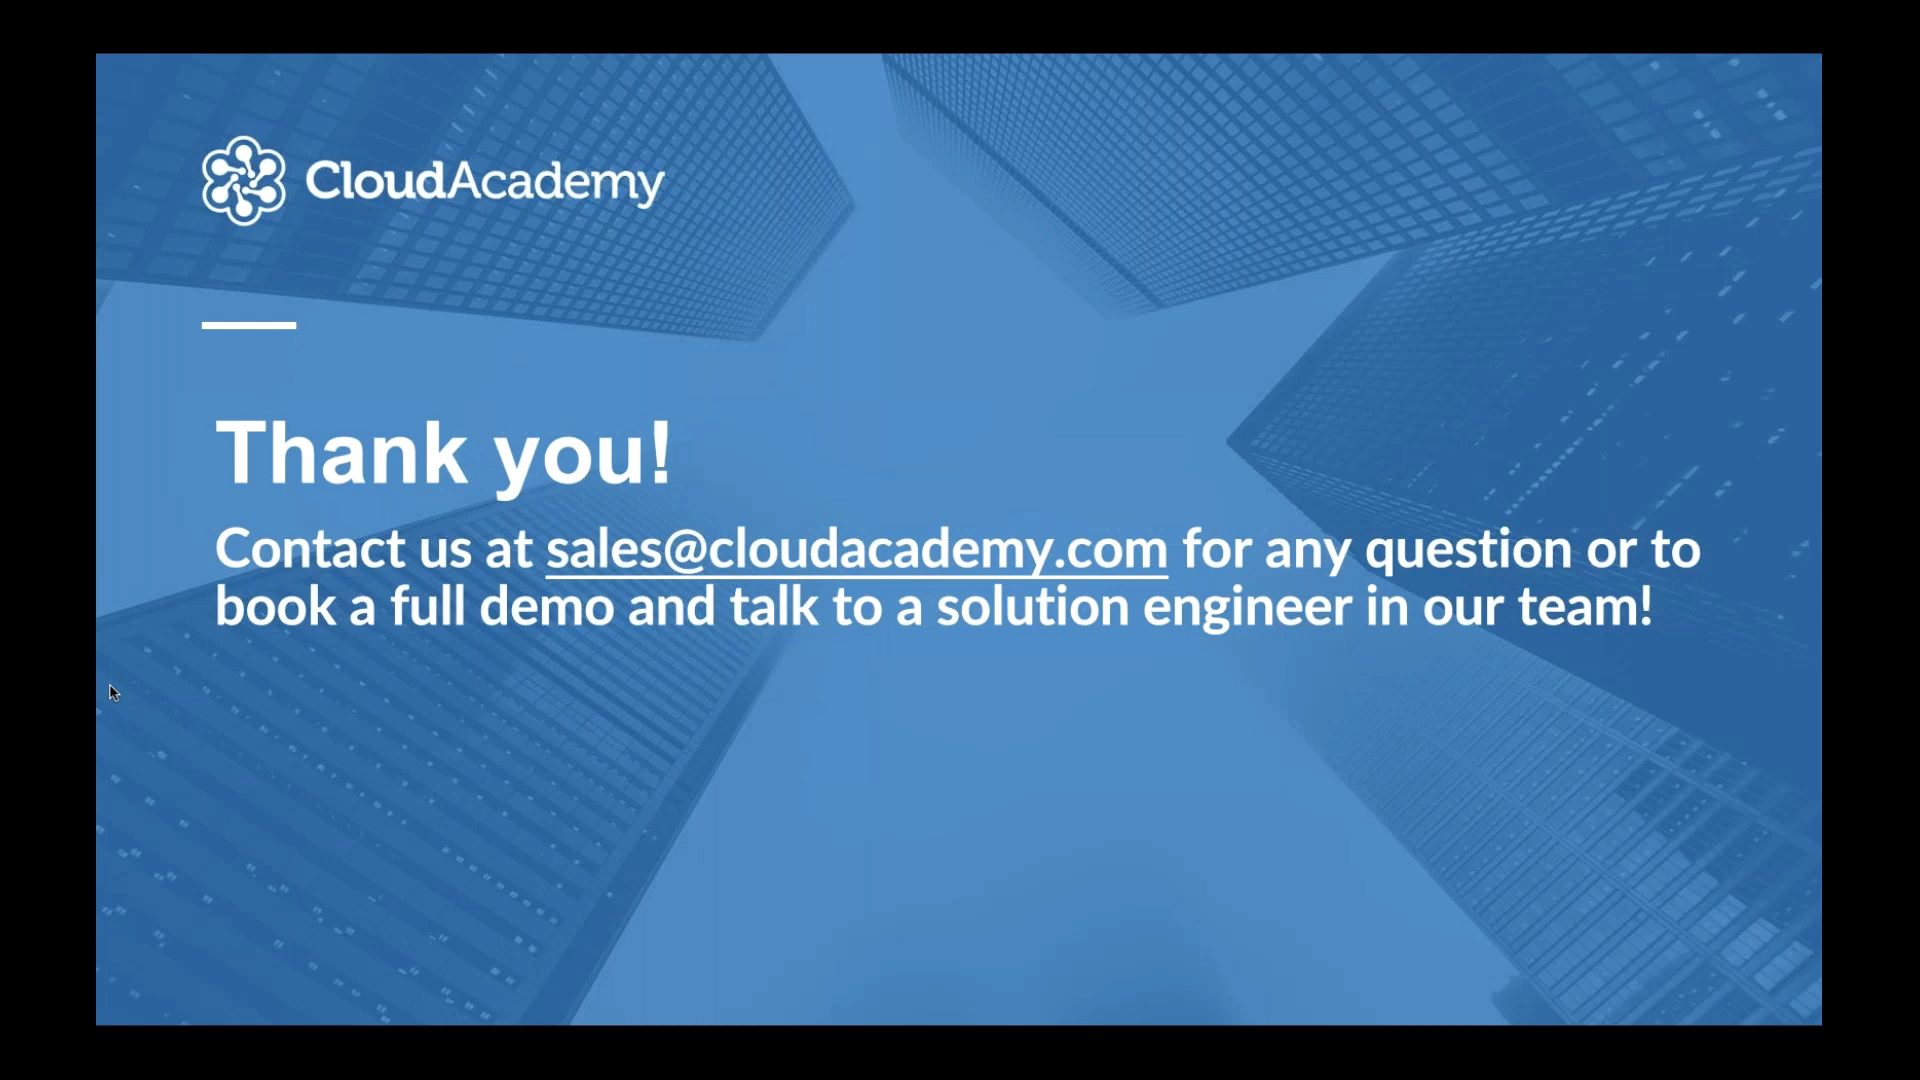 CloudAcademy
Thank you!
Contact us at sales@cloudacademy.com for any question or to
book a full demo and talk to a solution engineer in our team!